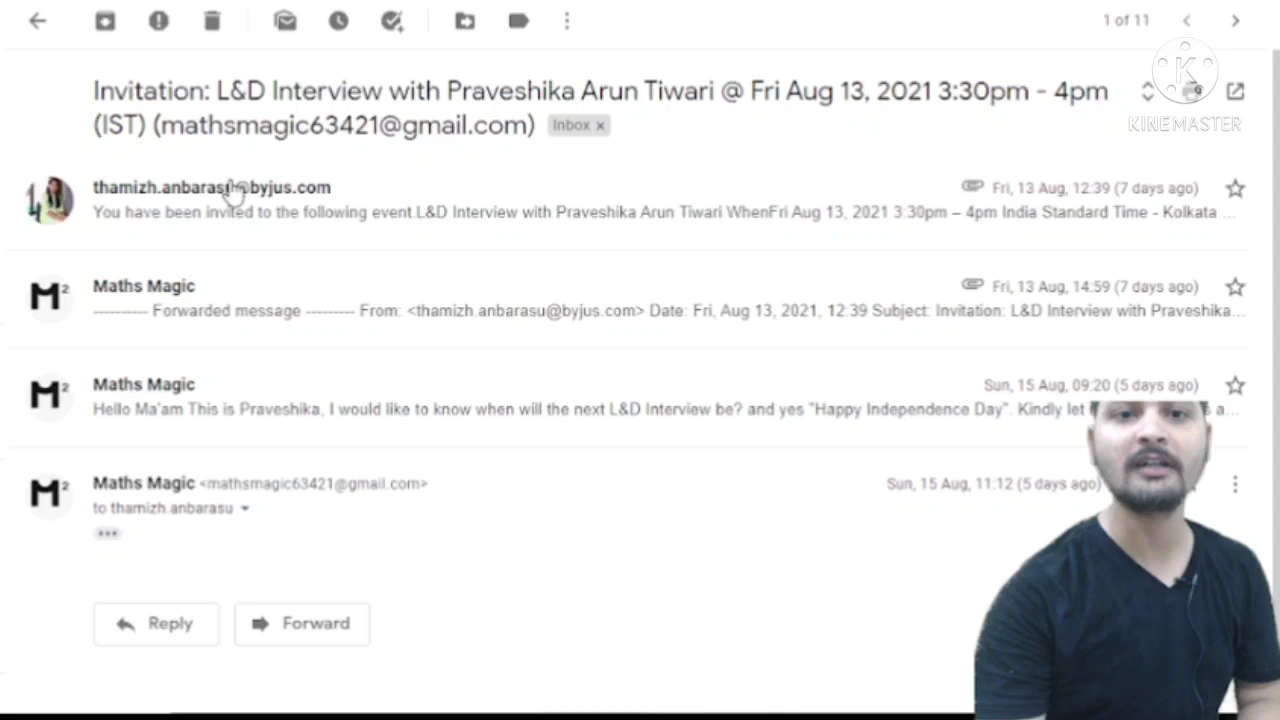 1 of 11
Invitation: L&D Interview with Praveshika Arun Tiwari @ Fri Aug 13, 2021 3:30pm - 4pm
(IST) (mathsmagic63421@gmail.com) Inbox x
KINEMASTER
thamizh.anbarasu@byjus.com Fri, 13 Aug, 12:39 (7 days ago)
You have been invited to the following event.L&D Interview with Praveshika Arun Tiwari WhenFri Aug 13, 2021 3:30pm – 4pm India Standard Time - Kolkata ...
M² Maths Magic Fri, 13 Aug, 14:59 (7 days ago)
---------- Forwarded message --------- From: <thamizh.anbarasu@byjus.com> Date: Fri, Aug 13, 2021, 12:39 Subject: Invitation: L&D Interview with Praveshika...
M² Maths Magic Sun, 15 Aug, 09:20 (5 days ago)
Hello Ma'am This is Praveshika, I would like to know when will the next L&D Interview be? and yes "Happy Independence Day". Kindly let
M² Maths Magic <mathsmagic63421@gmail.com> Sun, 15 Aug, 11:12 (5 days ago)
to thamizh.anbarasu
Reply Forward